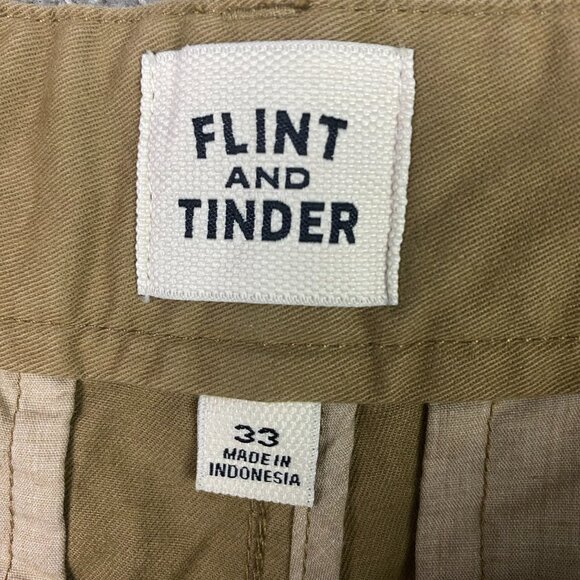 FLINT
AND
TINDER
33
MADE IN
INDONESIA